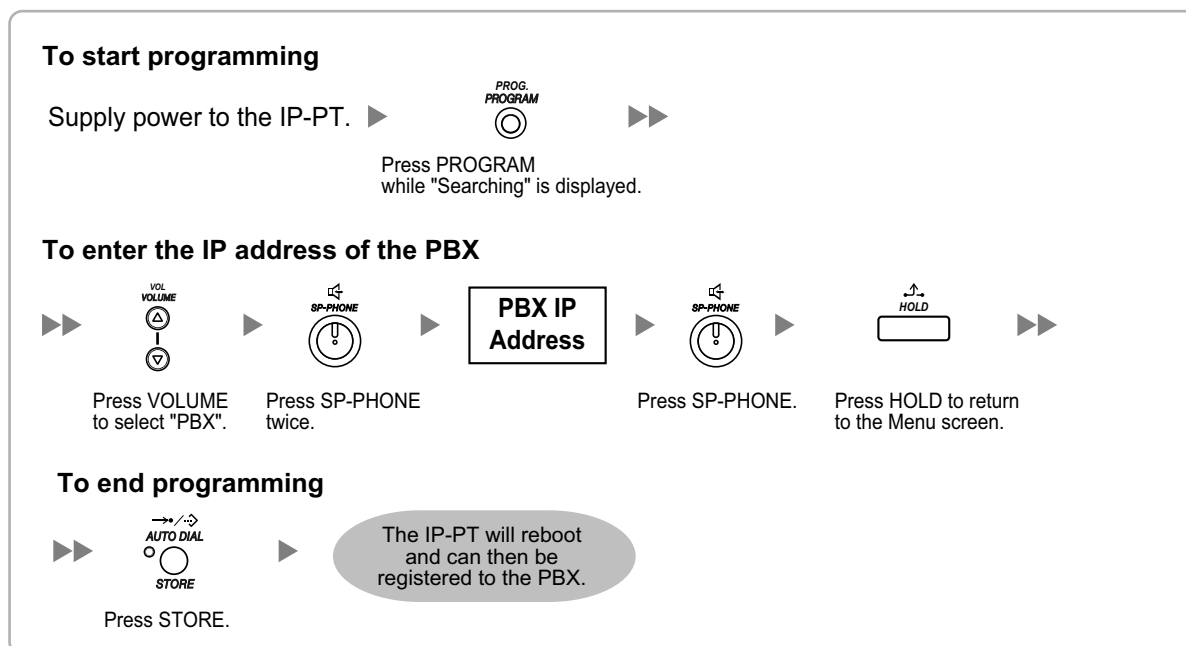 To start programming
Supply power to the IP-PT.
PROG.
PROGRAM
Press PROGRAM
while "Searching" is displayed.
To enter the IP address of the PBX
VOL
VOLUME
Press VOLUME
to select "PBX".
SP-PHONE
Press SP-PHONE
twice.
PBX IP
Address
SP-PHONE
Press SP-PHONE.
HOLD
Press HOLD to return
to the Menu screen.
To end programming
AUTO DIAL
STORE
Press STORE.
The IP-PT will reboot
and can then be
registered to the PBX.